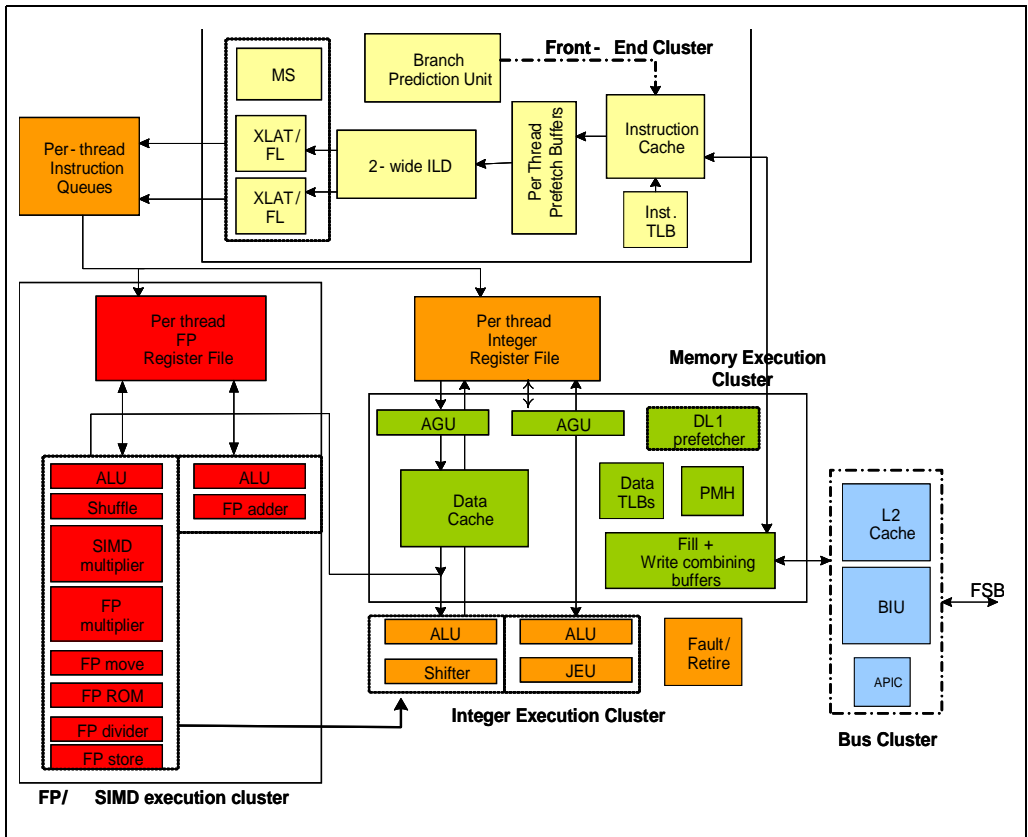 Front - End Cluster
Branch
Prediction Unit
MS
XLAT /
FL
XLAT /
FL
2- wide ILD
Per Thread
Prefetch Buffers
Instruction
Cache
Inst.
TLB
Per - thread
Instruction
Queues
Per thread
FP
Register File
Per thread
Integer
Register File
Memory Execution
Cluster
AGU
AGU
DL1
prefetcher
Data
Cache
Data
TLBs
PMH
Fill +
Write combining
buffers
ALU
Shuffle
SIMD
multiplier
FP
multiplier
FP move
FP ROM
FP divider
FP store
ALU
FP adder
ALU
Shifter
ALU
JEU
Fault /
Retire
Integer Execution Cluster
L2
Cache
BIU
APIC
FSB
Bus Cluster
FP/ SIMD execution cluster